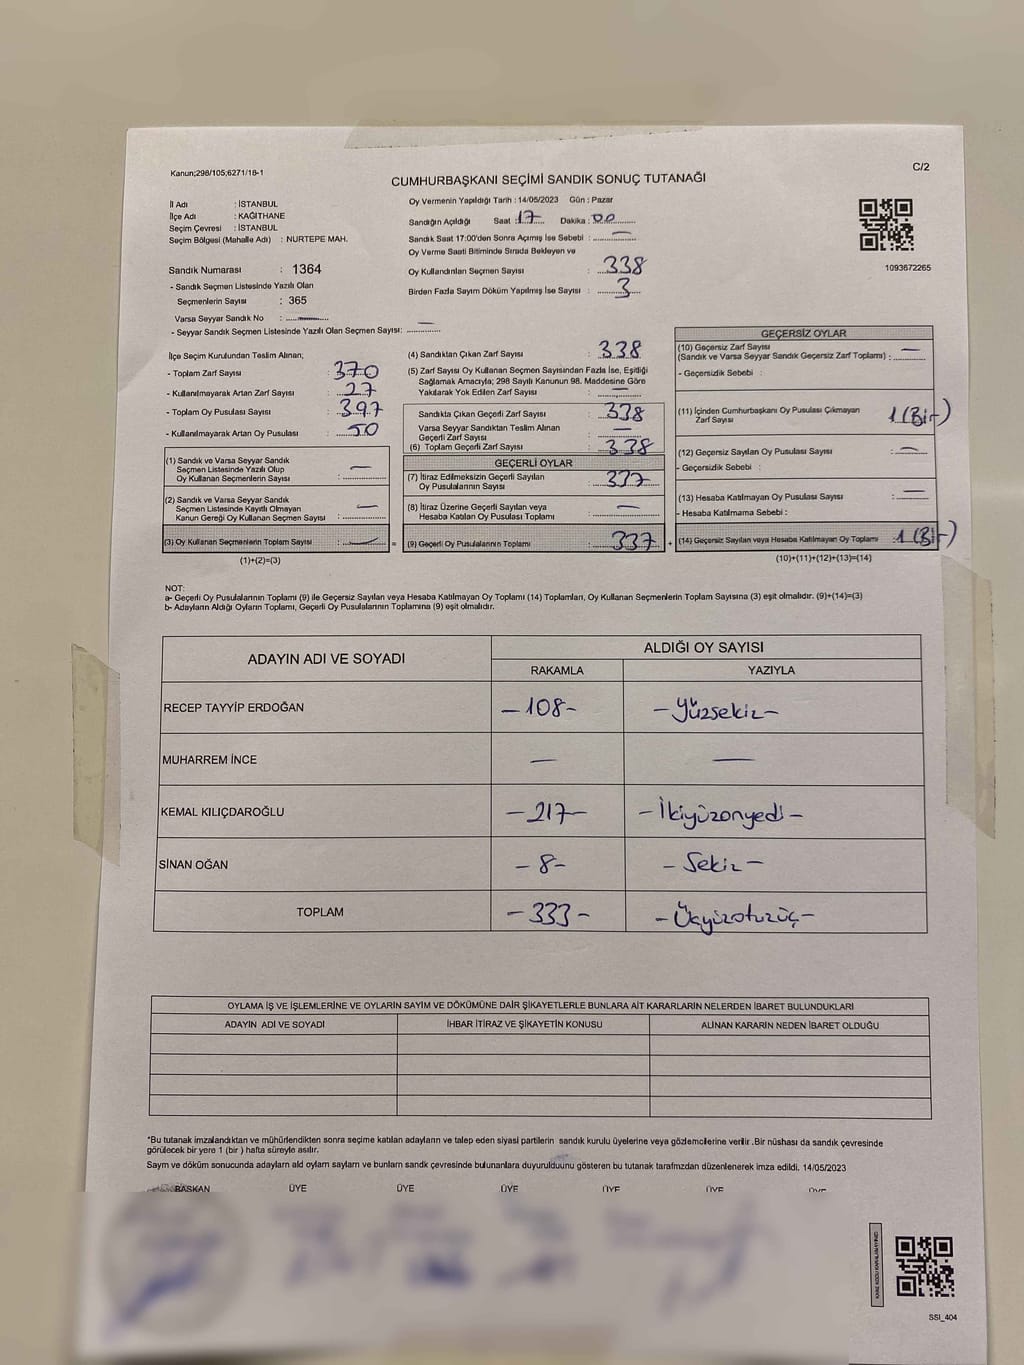 Kanun;298/105;6271/18-1
C/2
CUMHURBAŞKANI SEÇİMİ SANDIK SONUÇ TUTANAĞI
İl Adı : İSTANBUL
İlçe Adı : KAĞITHANE
Seçim Çevresi : İSTANBUL
Seçim Bölgesi (Mahalle Adı) : NURTEPE MAH.
Sandık Numarası : 1364
- Sandık Seçmen Listesinde Yazılı Olan
Seçmenlerin Sayısı : 365
Varsa Seyyar Sandık No : —
- Seyyar Sandık Seçmen Listesinde Yazılı Olan Seçmen Sayısı: —
Oy Vermenin Yapıldığı Tarih : 14/05/2023 Gün : Pazar
Sandığın Açıldığı Saat : 17 Dakika : 00
Sandık Saat 17:00'den Sonra Açımış İse Sebebi : —
Oy Verme Saati Bitiminde Sırada Bekleyen ve
Oy Kullandırılan Seçmen Sayısı : 338
Birden Fazla Sayım Döküm Yapılmış İse Sayısı : 3
1093672265
İlçe Seçim Kurulundan Teslim Alınan;
- Toplam Zarf Sayısı : 370
- Kullanılmayarak Artan Zarf Sayısı : 27
- Toplam Oy Pusulası Sayısı : 397
- Kullanılmayarak Artan Oy Pusulası : 50
(1) Sandık ve Varsa Seyyar Sandık
Seçmen Listesinde Yazılı Olup
Oy Kullanan Seçmenlerin Sayısı : —
(2) Sandık ve Varsa Seyyar Sandık
Seçmen Listesinde Kayıtlı Olmayan
Kanun Gereği Oy Kullanan Seçmen Sayısı : —
(3) Oy Kullanan Seçmenlerin Toplam Sayısı : — =
(1)+(2)=(3)
(4) Sandıktan Çıkan Zarf Sayısı : 338
(5) Zarf Sayısı Oy Kullanan Seçmen Sayısından Fazla İse, Eşitliği
Sağlamak Amacıyla; 298 Sayılı Kanunun 98. Maddesine Göre
Yakılarak Yok Edilen Zarf Sayısı : —
Sandıkta Çıkan Geçerli Zarf Sayısı : 338
Varsa Seyyar Sandıktan Teslim Alınan
Geçerli Zarf Sayısı : —
(6) Toplam Geçerli Zarf Sayısı : 338
GEÇERLİ OYLAR
(7) İtiraz Edilmeksizin Geçerli Sayılan
Oy Pusulalarının Sayısı : 337
(8) İtiraz Üzerine Geçerli Sayılan veya
Hesaba Katılan Oy Pusulası Toplamı : —
(9) Geçerli Oy Pusulalarının Toplamı : 337 +
GEÇERSİZ OYLAR
(10) Geçersiz Zarf Sayısı
(Sandık ve Varsa Seyyar Sandık Geçersiz Zarf Toplamı) : —
- Geçersizlik Sebebi :
(11) İçinden Cumhurbaşkanı Oy Pusulası Çıkmayan
Zarf Sayısı 1 (Bir)
(12) Geçersiz Sayılan Oy Pusulası Sayısı : —
- Geçersizlik Sebebi :
(13) Hesaba Katılmayan Oy Pusulası Sayısı : —
- Hesaba Katılmama Sebebi :
(14) Geçersiz Sayılan veya Hesaba Katılmayan Oy Toplamı : 1 (Bir)
(10)+(11)+(12)+(13)=(14)
NOT:
a- Geçerli Oy Pusulalarının Toplamı (9) ile Geçersiz Sayılan veya Hesaba Katılmayan Oy Toplamı (14) Toplamları, Oy Kullanan Seçmenlerin Toplam Sayısına (3) eşit olmalıdır. (9)+(14)=(3)
b- Adayların Aldığı Oyların Toplamı, Geçerli Oy Pusulalarının Toplamına (9) eşit olmalıdır.
ADAYIN ADI VE SOYADI
ALDIĞI OY SAYISI
RAKAMLA YAZIYLA
RECEP TAYYİP ERDOĞAN -108- -Yüzsekiz-
MUHARREM İNCE — —
KEMAL KILIÇDAROĞLU -217- -İkiyüzonyedi-
SİNAN OĞAN -8- -Sekiz-
TOPLAM -333- -Üçyüzotuzüç-
OYLAMA İŞ VE İŞLEMLERİNE VE OYLARIN SAYIM VE DÖKÜMÜNE DAİR ŞİKAYETLERLE BUNLARA AİT KARARLARIN NELERDEN İBARET BULUNDUKLARI
ADAYIN ADI VE SOYADI İHBAR İTİRAZ VE ŞİKAYETİN KONUSU ALINAN KARARIN NEDEN İBARET OLDUĞU
*Bu tutanak imzalandıktan ve mühürlendikten sonra seçime katılan adayların ve talep eden siyasi partilerin sandık kurulu üyelerine veya gözlemcilerine verilir .Bir nüshası da sandık çevresinde
görülecek bir yere 1 (bir ) hafta süreyle asılır.
Sayım ve döküm sonucunda adayların ald oyların sayların ve bunların sandk çevresinde bulunanlara duyurulduunu gösteren bu tutanak tarafmzdan düzenlenerek imza edildi. 14/05/2023
BAŞKAN ÜYE ÜYE ÜYE ÜYE ÜYE ÜYE
SSI_404